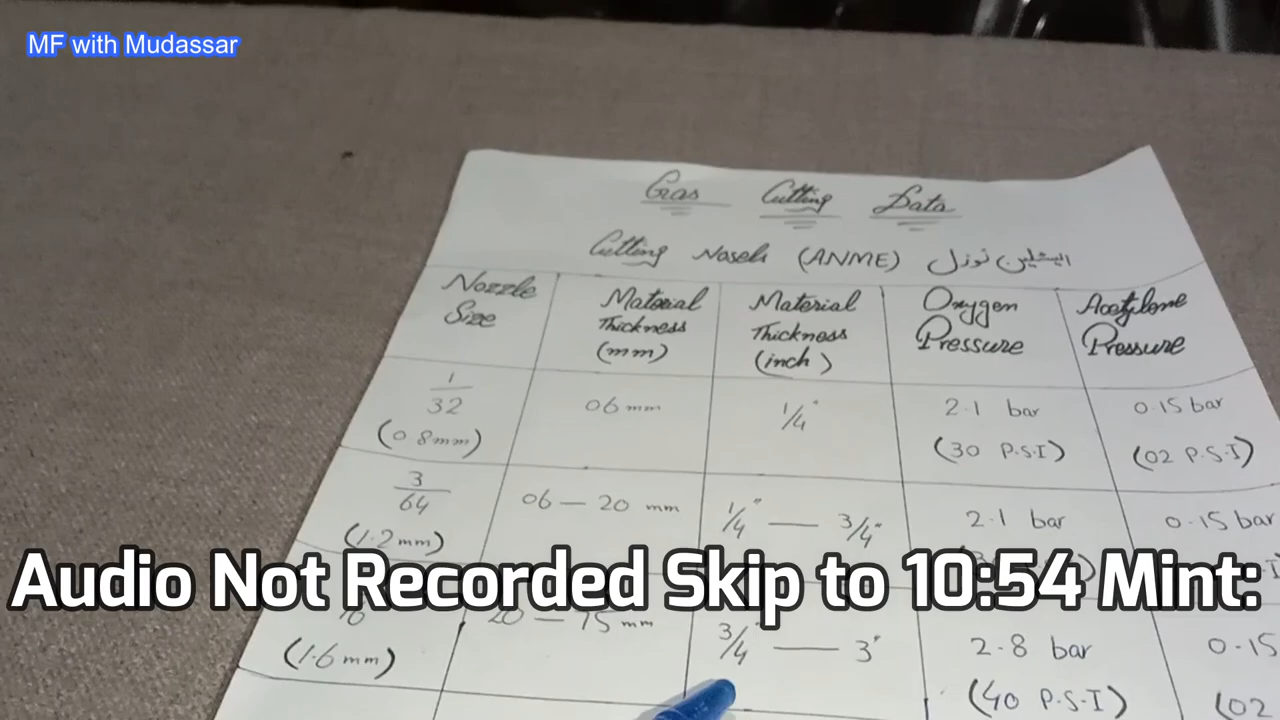 MF with Mudassar
Gas Cutting Data
Cutting Nosels (ANME) نوزل
Nozzle Size
Material Thickness (mm)
Material Thickness (inch)
Oxygen Pressure
Acetylene Pressure
1/32 (0.8mm)
06 mm
1/4"
2.1 bar (30 P.S.I)
0.15 bar (02 P.S.I)
3/64 (1.2mm)
06 — 20 mm
1/4" — 3/4"
2.1 bar
0.15 bar
Audio Not Recorded Skip to 10:54 Mint:
(1.6 mm)
20 — 75 mm
3/4" — 3"
2.8 bar (40 P.S.I)
0.15 (02